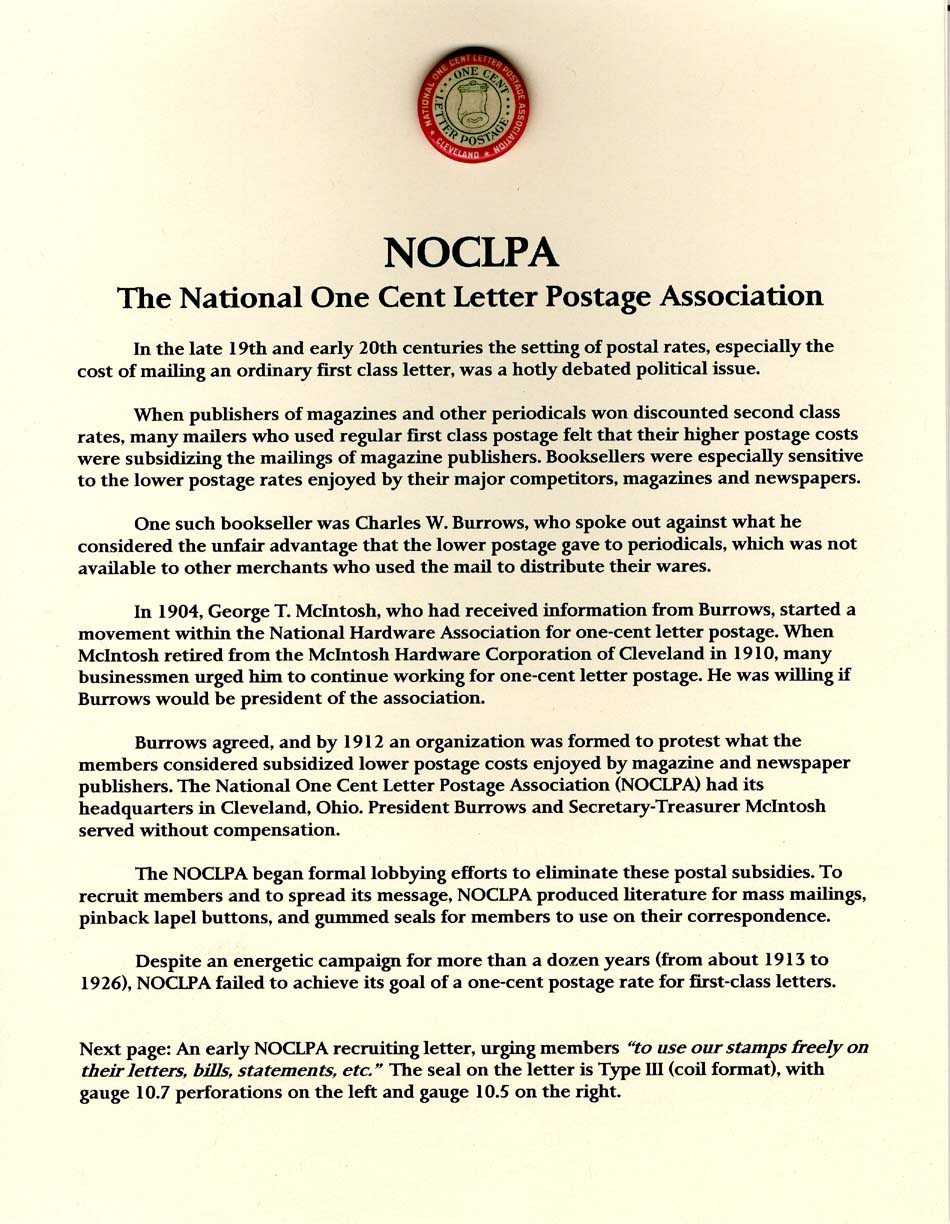 NATIONAL ONE CENT LETTER POSTAGE ASSOCIATION
* CLEVELAND *
ONE CENT
LETTER POSTAGE
NOCLPA
The National One Cent Letter Postage Association
In the late 19th and early 20th centuries the setting of postal rates, especially the
cost of mailing an ordinary first class letter, was a hotly debated political issue.
When publishers of magazines and other periodicals won discounted second class
rates, many mailers who used regular first class postage felt that their higher postage costs
were subsidizing the mailings of magazine publishers. Booksellers were especially sensitive
to the lower postage rates enjoyed by their major competitors, magazines and newspapers.
One such bookseller was Charles W. Burrows, who spoke out against what he
considered the unfair advantage that the lower postage gave to periodicals, which was not
available to other merchants who used the mail to distribute their wares.
In 1904, George T. McIntosh, who had received information from Burrows, started a
movement within the National Hardware Association for one-cent letter postage. When
McIntosh retired from the McIntosh Hardware Corporation of Cleveland in 1910, many
businessmen urged him to continue working for one-cent letter postage. He was willing if
Burrows would be president of the association.
Burrows agreed, and by 1912 an organization was formed to protest what the
members considered subsidized lower postage costs enjoyed by magazine and newspaper
publishers. The National One Cent Letter Postage Association (NOCLPA) had its
headquarters in Cleveland, Ohio. President Burrows and Secretary-Treasurer McIntosh
served without compensation.
The NOCLPA began formal lobbying efforts to eliminate these postal subsidies. To
recruit members and to spread its message, NOCLPA produced literature for mass mailings,
pinback lapel buttons, and gummed seals for members to use on their correspondence.
Despite an energetic campaign for more than a dozen years (from about 1913 to
1926), NOCLPA failed to achieve its goal of a one-cent postage rate for first-class letters.
Next page: An early NOCLPA recruiting letter, urging members "to use our stamps freely on
their letters, bills, statements, etc." The seal on the letter is Type III (coil format), with
gauge 10.7 perforations on the left and gauge 10.5 on the right.